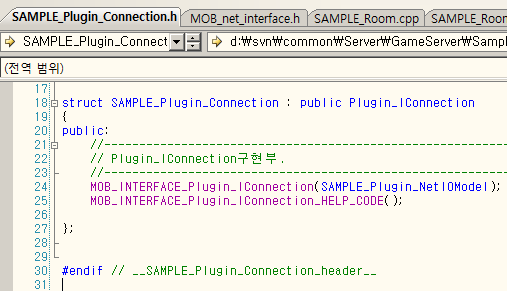 SAMPLE_Plugin_Connection.h MOB_net_interface.h SAMPLE_Room.cpp SAMPLE_Room
SAMPLE_Plugin_Connect d:₩svn₩common₩Server₩GameServer₩Sampl
(전역 범위)
17
18 struct SAMPLE_Plugin_Connection : public Plugin_IConnection
19 {
20 public:
21 //------------------------------------------------------------------
22 // Plugin_IConnection구현부.
23 //------------------------------------------------------------------
24 MOB_INTERFACE_Plugin_IConnection(SAMPLE_Plugin_NetIOModel);
25 MOB_INTERFACE_Plugin_IConnection_HELP_CODE();
26
27 };
28
29
30 #endif // __SAMPLE_Plugin_Connection_header__
31